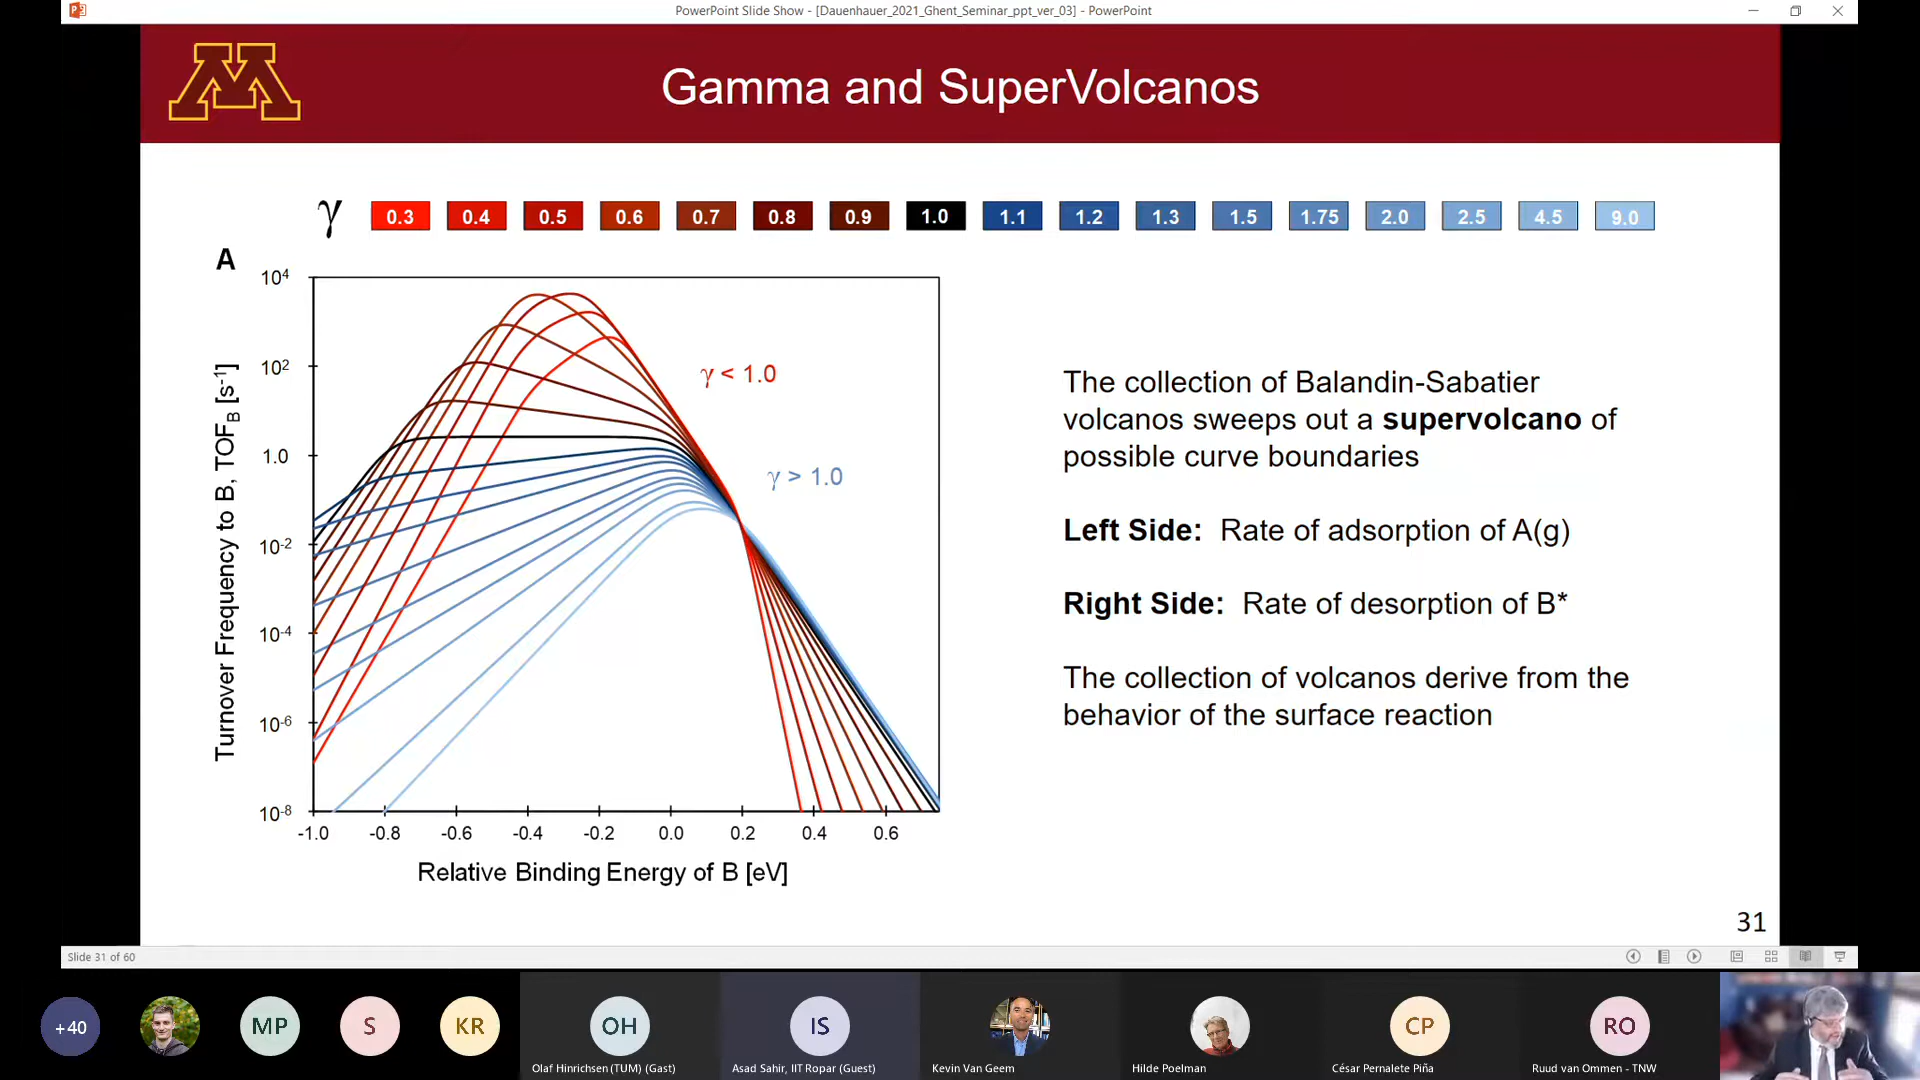 PowerPoint Slide Show - [Dauenhauer_2021_Ghent_Seminar_ppt_ver_03] - PowerPoint
M
Gamma and SuperVolcanos
γ 0.3 0.4 0.5 0.6 0.7 0.8 0.9 1.0 1.1 1.2 1.3 1.5 1.75 2.0 2.5 4.5 9.0
A
Turnover Frequency to B, TOF_B [s⁻¹]
10⁴
10²
1.0
10⁻²
10⁻⁴
10⁻⁶
10⁻⁸
γ < 1.0
γ > 1.0
-1.0 -0.8 -0.6 -0.4 -0.2 0.0 0.2 0.4 0.6
Relative Binding Energy of B [eV]
The collection of Balandin-Sabatier
volcanos sweeps out a supervolcano of
possible curve boundaries
Left Side: Rate of adsorption of A(g)
Right Side: Rate of desorption of B*
The collection of volcanos derive from the
behavior of the surface reaction
31
Slide 31 of 60
+40 MP S KR OH IS CP RO
Olaf Hinrichsen (TUM) (Gast)
Asad Sahir, IIT Ropar (Guest)
Kevin Van Geem
Hilde Poelman
César Pernalete Piña
Ruud van Ommen - TNW